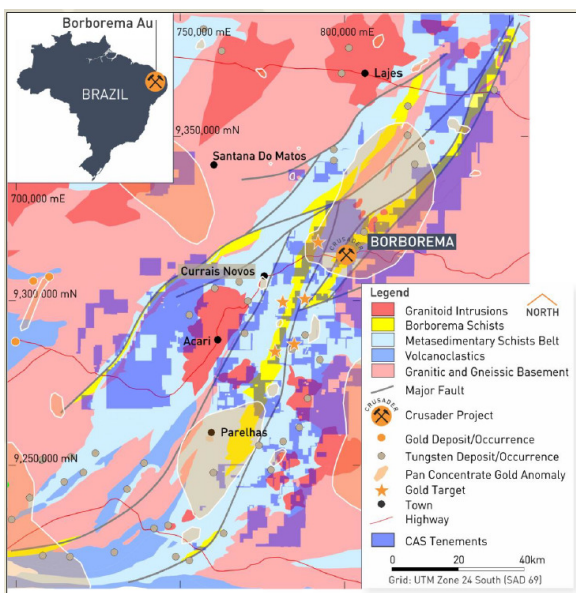 Borborema Au
BRAZIL
750,000 mE
800,000 mE
Lajes
9,350,000 mN
Santana Do Matos
700,000 mE
CRUSADER
BORBOREMA
Currais Novos
9,300,000 mN
Acari
Parelhas
9,250,000 mN
Legend
NORTH
Granitoid Intrusions
Borborema Schists
Metasedimentary Schists Belt
Volcanoclastics
Granitic and Gneissic Basement
Major Fault
CRUSADER
Crusader Project
Gold Deposit/Occurrence
Tungsten Deposit/Occurrence
Pan Concentrate Gold Anomaly
Gold Target
Town
Highway
CAS Tenements
0 20 40km
Grid: UTM Zone 24 South (SAD 69)